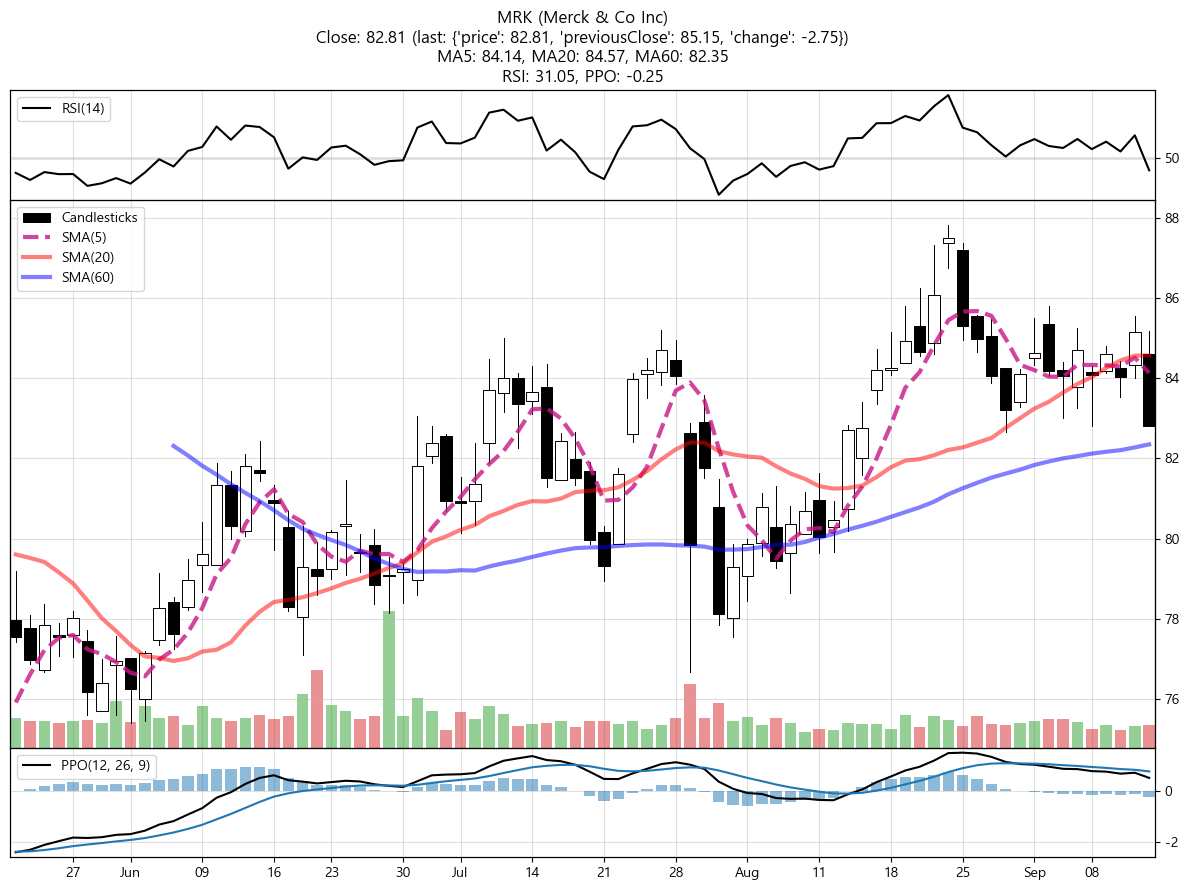 MRK (Merck & Co Inc)
Close: 82.81 (last: {'price': 82.81, 'previousClose': 85.15, 'change': -2.75})
MA5: 84.14, MA20: 84.57, MA60: 82.35
RSI: 31.05, PPO: -0.25
RSI(14)
50
Candlesticks
SMA(5)
SMA(20)
SMA(60)
88
86
84
82
80
78
76
PPO(12, 26, 9)
0
-2
27 Jun 09 16 23 30 Jul 14 21 28 Aug 11 18 25 Sep 08